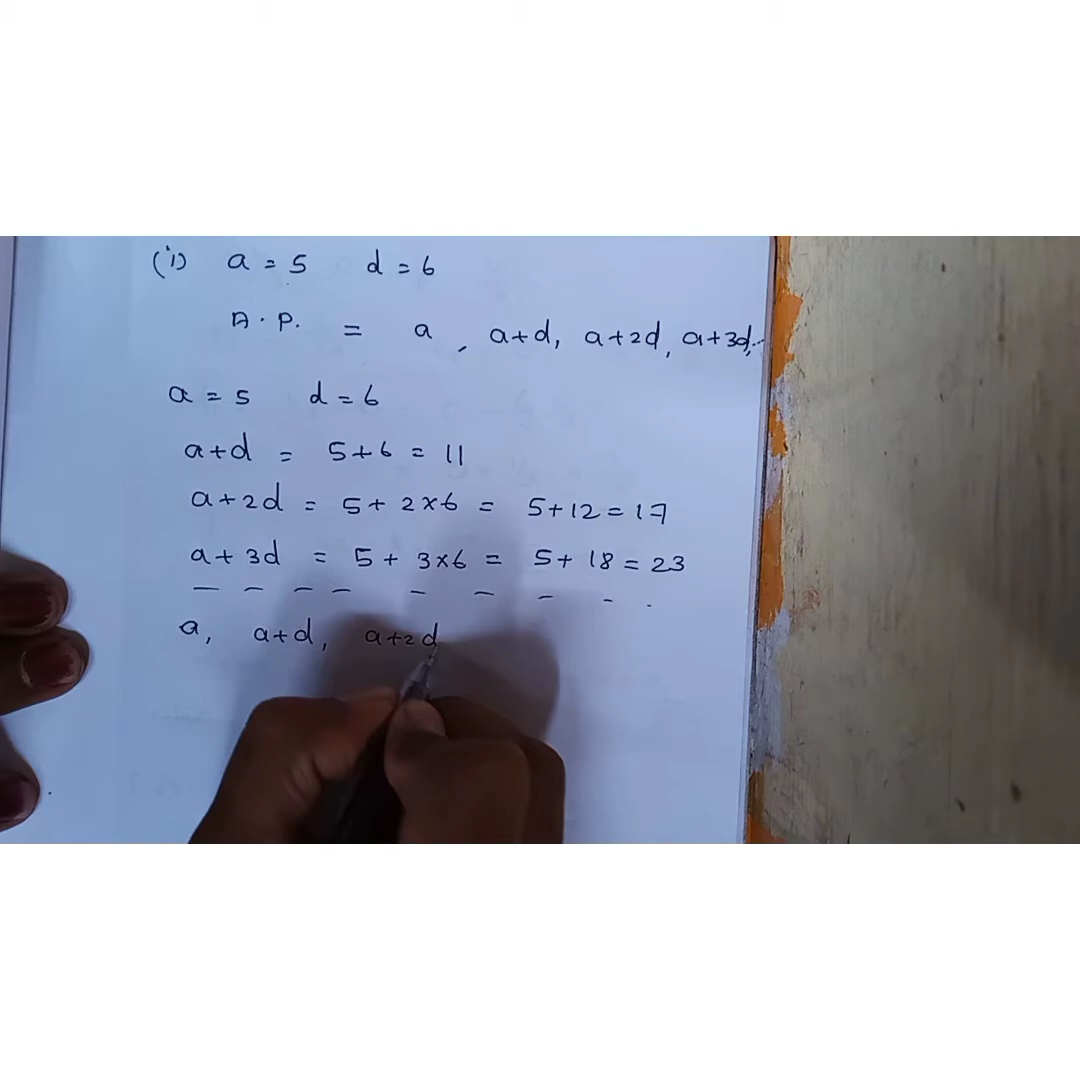 (i) a = 5 d = 6
A.P. = a, a+d, a+2d, a+3d,..
a = 5 d = 6
a+d = 5+6 = 11
a+2d = 5+ 2×6 = 5+12 = 17
a+3d = 5+ 3×6 = 5+ 18 = 23
a, a+d, a+2d